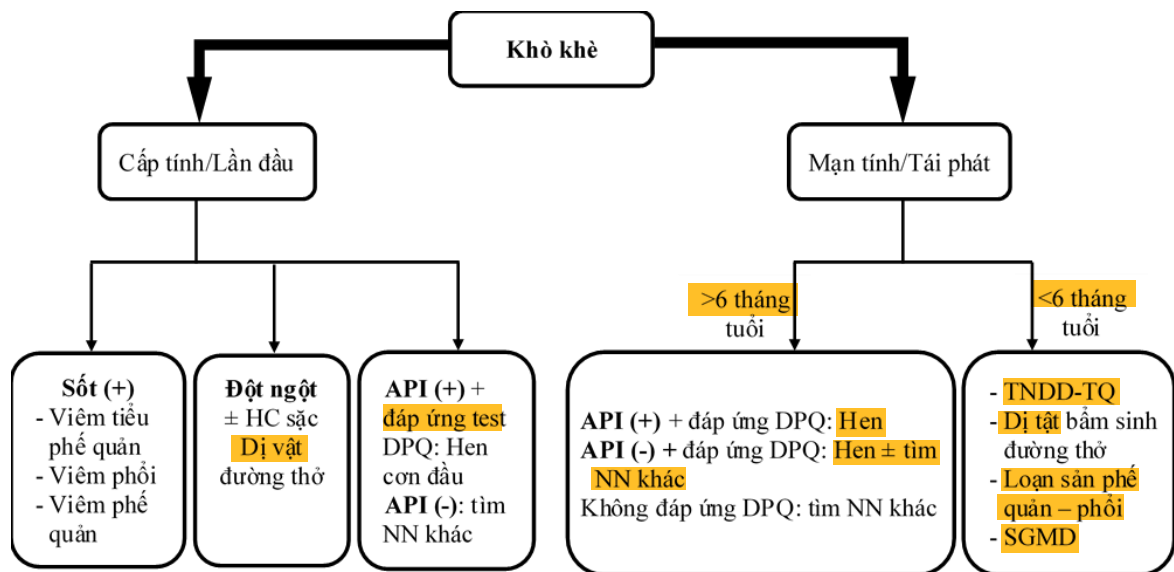 Khò khè
Cấp tính/Lần đầu
Mạn tính/Tái phát
>6 tháng
tuổi
<6 tháng
tuổi
Sốt (+)
- Viêm tiểu
phế quản
- Viêm phổi
- Viêm phế
quản
Đột ngột
± HC sặc
Dị vật
đường thở
API (+) +
đáp ứng test
DPQ: Hen
cơn đầu
API (-): tìm
NN khác
API (+) + đáp ứng DPQ: Hen
API (-) + đáp ứng DPQ: Hen ± tìm
NN khác
Không đáp ứng DPQ: tìm NN khác
- TNDD-TQ
- Dị tật bẩm sinh
đường thở
- Loạn sản phế
quản – phổi
- SGMD